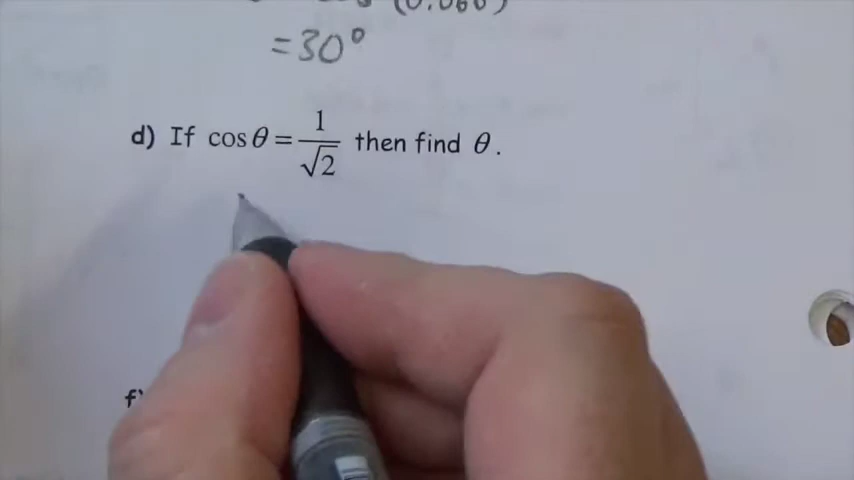 = 30°
d) If cos θ = 1/√2 then find θ.
f)